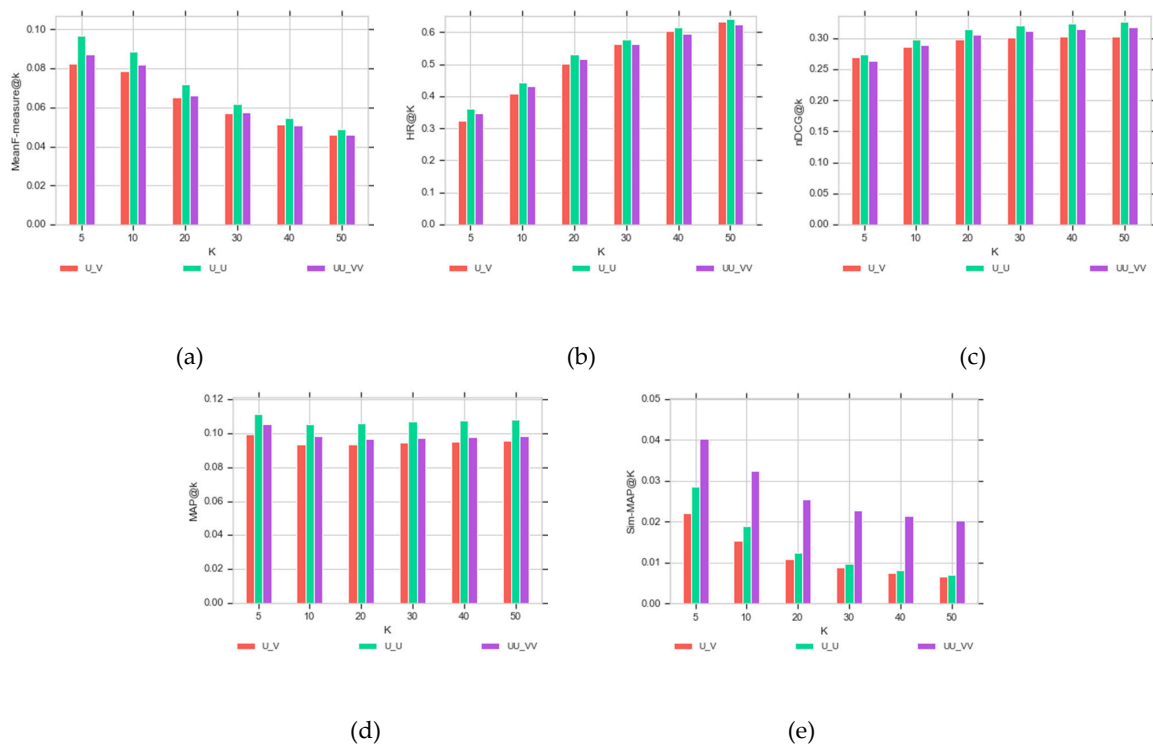 0.10
0.08
0.06
0.04
0.02
0.00
MeanF-measure@k
5 10 20 30 40 50
K
U_V U_U UU_VV
(a)
0.6
0.5
0.4
0.3
0.2
0.1
0.0
HR@K
5 10 20 30 40 50
K
U_V U_U UU_VV
(b)
0.30
0.25
0.20
0.15
0.10
0.05
0.00
nDCG@k
5 10 20 30 40 50
K
U_V U_U UU_VV
(c)
0.12
0.10
0.08
0.06
0.04
0.02
0.00
MAP@k
5 10 20 30 40 50
K
U_V U_U UU_VV
(d)
0.05
0.04
0.03
0.02
0.01
0.00
Sim-MAP@K
5 10 20 30 40 50
K
U_V U_U UU_VV
(e)